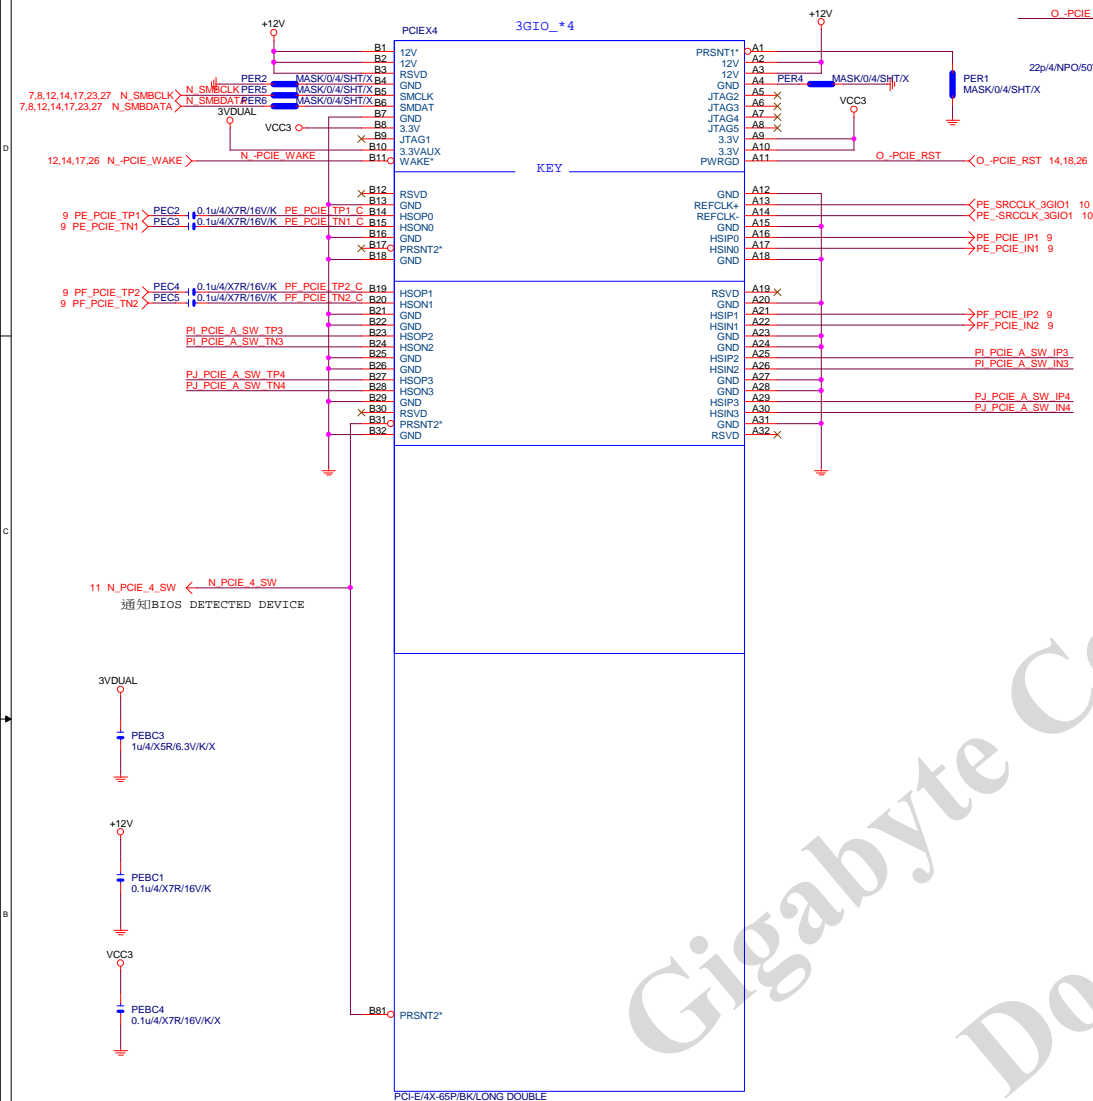 O_-PCIE
+12V
PCIEX4
3GIO_*4
+12V
B1 12V
B2 12V
B3 RSVD
PER2 MASK/0/4/SHT/X B4 GND
7,8,12,14,17,23,27 N_SMBCLK N_SMBCLK PER5 MASK/0/4/SHT/X B5 SMCLK
7,8,12,14,17,23,27 N_SMBDATA N_SMBDATA PER6 MASK/0/4/SHT/X B6 SMDAT
3VDUAL
B7 GND
VCC3 B8 3.3V
B9 JTAG1
B10 3.3VAUX
12,14,17,26 N_-PCIE_WAKE N_-PCIE_WAKE B11 WAKE*
PRSNT1* A1
12V A2
12V A3
GND A4 PER4 MASK/0/4/SHT/X
JTAG2 A5
JTAG3 A6
JTAG4 A7
JTAG5 A8
VCC3
3.3V A9
3.3V A10
PWRGD A11 O_-PCIE_RST O_-PCIE_RST 14,18,26
22p/4/NPO/50
PER1
MASK/0/4/SHT/X
D
KEY
B12 RSVD
B13 GND
9 PE_PCIE_TP1 PEC2 0.1u/4/X7R/16V/K PE_PCIE_TP1_C B14 HSOP0
9 PE_PCIE_TN1 PEC3 0.1u/4/X7R/16V/K PE_PCIE_TN1_C B15 HSON0
B16 GND
B17 PRSNT2*
B18 GND
GND A12
REFCLK+ A13 PE_SRCCLK_3GIO1 10
REFCLK- A14 PE_-SRCCLK_3GIO1 10
GND A15
HSIP0 A16 PE_PCIE_IP1 9
HSIN0 A17 PE_PCIE_IN1 9
GND A18
9 PF_PCIE_TP2 PEC4 0.1u/4/X7R/16V/K PF_PCIE_TP2_C B19 HSOP1
9 PF_PCIE_TN2 PEC5 0.1u/4/X7R/16V/K PF_PCIE_TN2_C B20 HSON1
B21 GND
B22 GND
PI_PCIE_A_SW_TP3 B23 HSOP2
PI_PCIE_A_SW_TN3 B24 HSON2
B25 GND
B26 GND
PJ_PCIE_A_SW_TP4 B27 HSOP3
PJ_PCIE_A_SW_TN4 B28 HSON3
B29 GND
B30 RSVD
B31 PRSNT2*
B32 GND
RSVD A19
GND A20
HSIP1 A21 PF_PCIE_IP2 9
HSIN1 A22 PF_PCIE_IN2 9
GND A23
GND A24
HSIP2 A25 PI_PCIE_A_SW_IP3
HSIN2 A26 PI_PCIE_A_SW_IN3
GND A27
GND A28
HSIP3 A29 PJ_PCIE_A_SW_IP4
HSIN3 A30 PJ_PCIE_A_SW_IN4
GND A31
RSVD A32
C
11 N_PCIE_4_SW N_PCIE_4_SW
通知BIOS DETECTED DEVICE
3VDUAL
PEBC3
1u/4/X5R/6.3V/K/X
+12V
PEBC1
0.1u/4/X7R/16V/K
B
VCC3
PEBC4
0.1u/4/X7R/16V/K/X
B81 PRSNT2*
PCI-E/4X-65P/BK/LONG DOUBLE
Gigabyte Co
Do